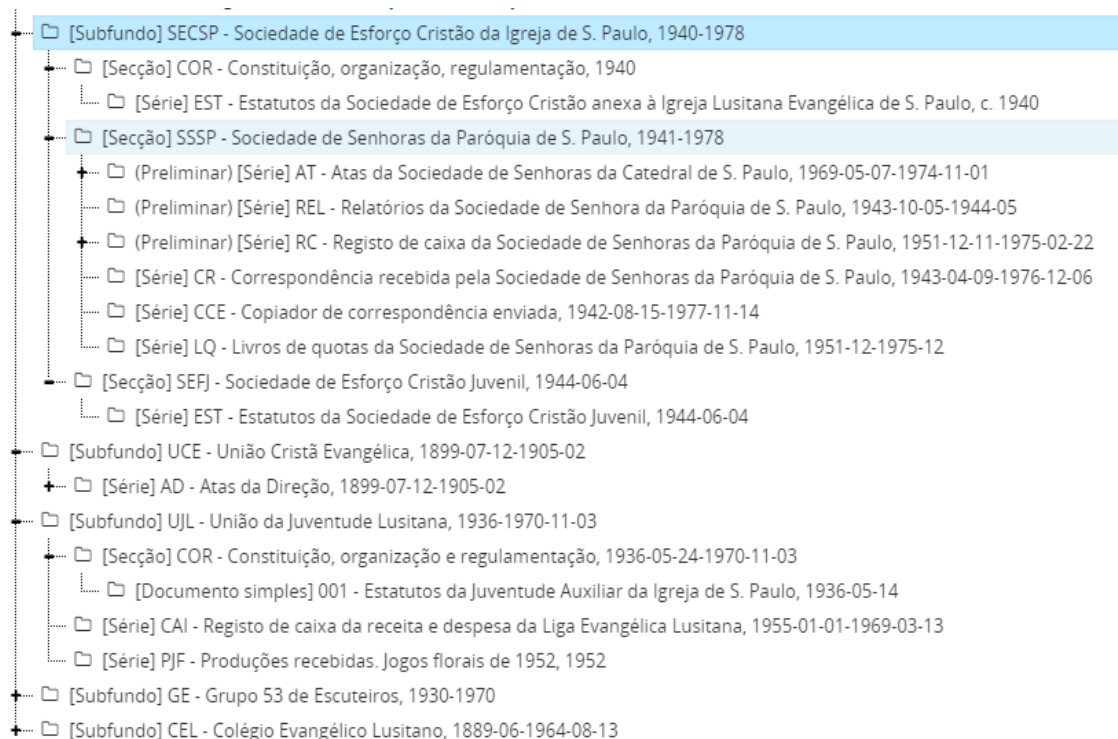 [Subfundo] SECSP - Sociedade de Esforço Cristão da Igreja de S. Paulo, 1940-1978
[Secção] COR - Constituição, organização, regulamentação, 1940
[Série] EST - Estatutos da Sociedade de Esforço Cristão anexa à Igreja Lusitana Evangélica de S. Paulo, c. 1940
[Secção] SSSP - Sociedade de Senhoras da Paróquia de S. Paulo, 1941-1978
(Preliminar) [Série] AT - Atas da Sociedade de Senhoras da Catedral de S. Paulo, 1969-05-07-1974-11-01
(Preliminar) [Série] REL - Relatórios da Sociedade de Senhora da Paróquia de S. Paulo, 1943-10-05-1944-05
(Preliminar) [Série] RC - Registo de caixa da Sociedade de Senhoras da Paróquia de S. Paulo, 1951-12-11-1975-02-22
[Série] CR - Correspondência recebida pela Sociedade de Senhoras da Paróquia de S. Paulo, 1943-04-09-1976-12-06
[Série] CCE - Copiador de correspondência enviada, 1942-08-15-1977-11-14
[Série] LQ - Livros de quotas da Sociedade de Senhoras da Paróquia de S. Paulo, 1951-12-1975-12
[Secção] SEFJ - Sociedade de Esforço Cristão Juvenil, 1944-06-04
[Série] EST - Estatutos da Sociedade de Esforço Cristão Juvenil, 1944-06-04
[Subfundo] UCE - União Cristã Evangélica, 1899-07-12-1905-02
[Série] AD - Atas da Direção, 1899-07-12-1905-02
[Subfundo] UJL - União da Juventude Lusitana, 1936-1970-11-03
[Secção] COR - Constituição, organização e regulamentação, 1936-05-24-1970-11-03
[Documento simples] 001 - Estatutos da Juventude Auxiliar da Igreja de S. Paulo, 1936-05-14
[Série] CAI - Registo de caixa da receita e despesa da Liga Evangélica Lusitana, 1955-01-01-1969-03-13
[Série] PJF - Produções recebidas. Jogos florais de 1952, 1952
[Subfundo] GE - Grupo 53 de Escuteiros, 1930-1970
[Subfundo] CEL - Colégio Evangélico Lusitano, 1889-06-1964-08-13